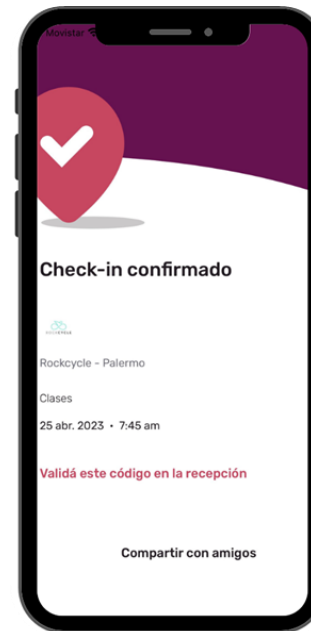 Movistar
Check-in confirmado
Rockcycle – Palermo
Clases
25 abr. 2023 • 7:45 am
Validá este código en la recepción
Compartir con amigos